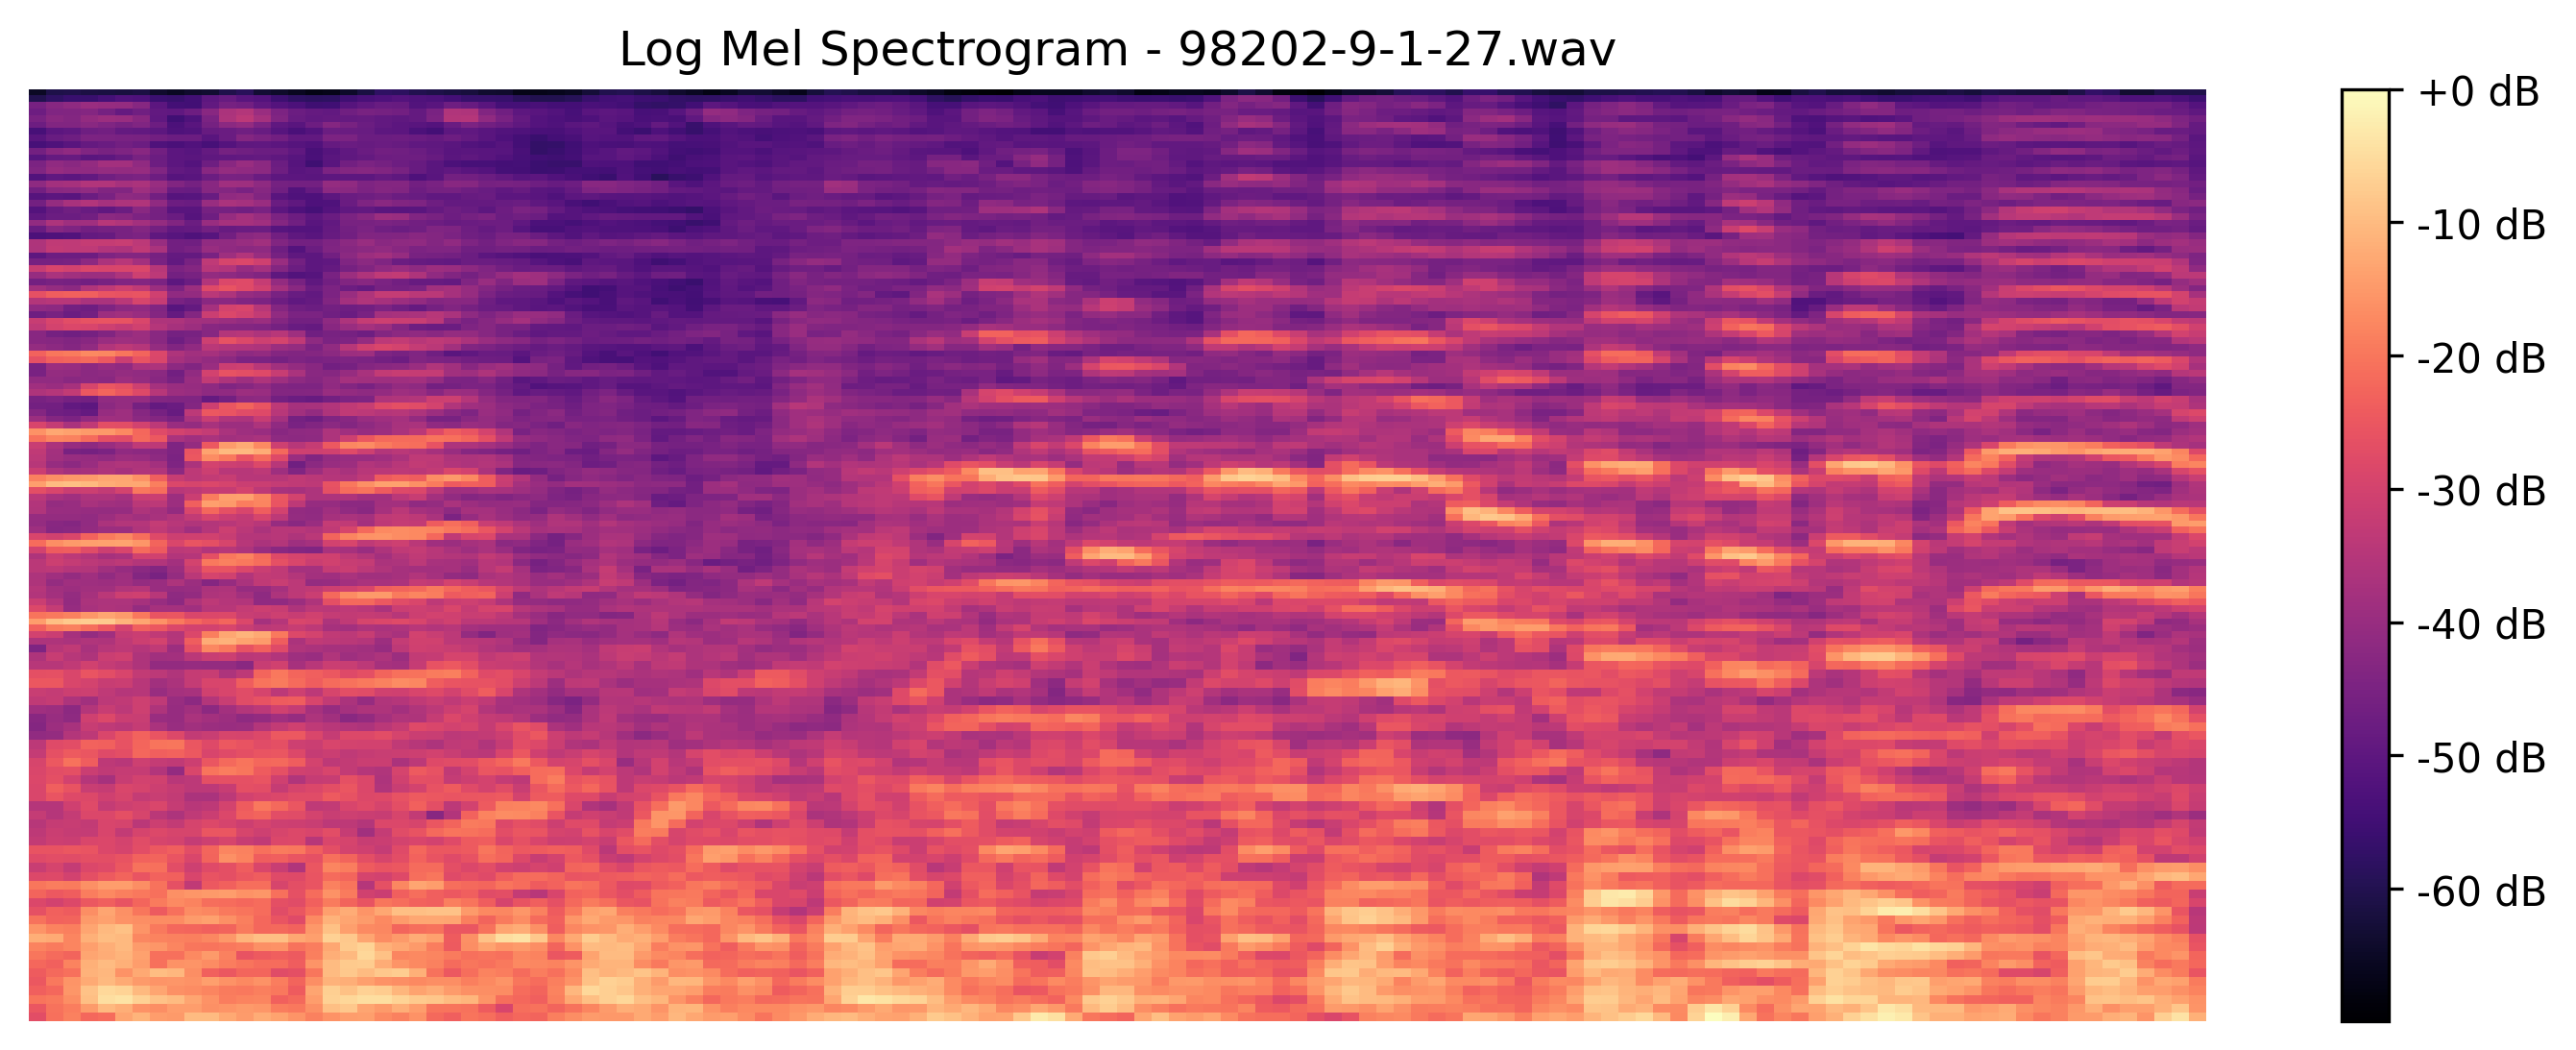 Log Mel Spectrogram - 98202-9-1-27.wav
+0 dB
-10 dB
-20 dB
-30 dB
-40 dB
-50 dB
-60 dB